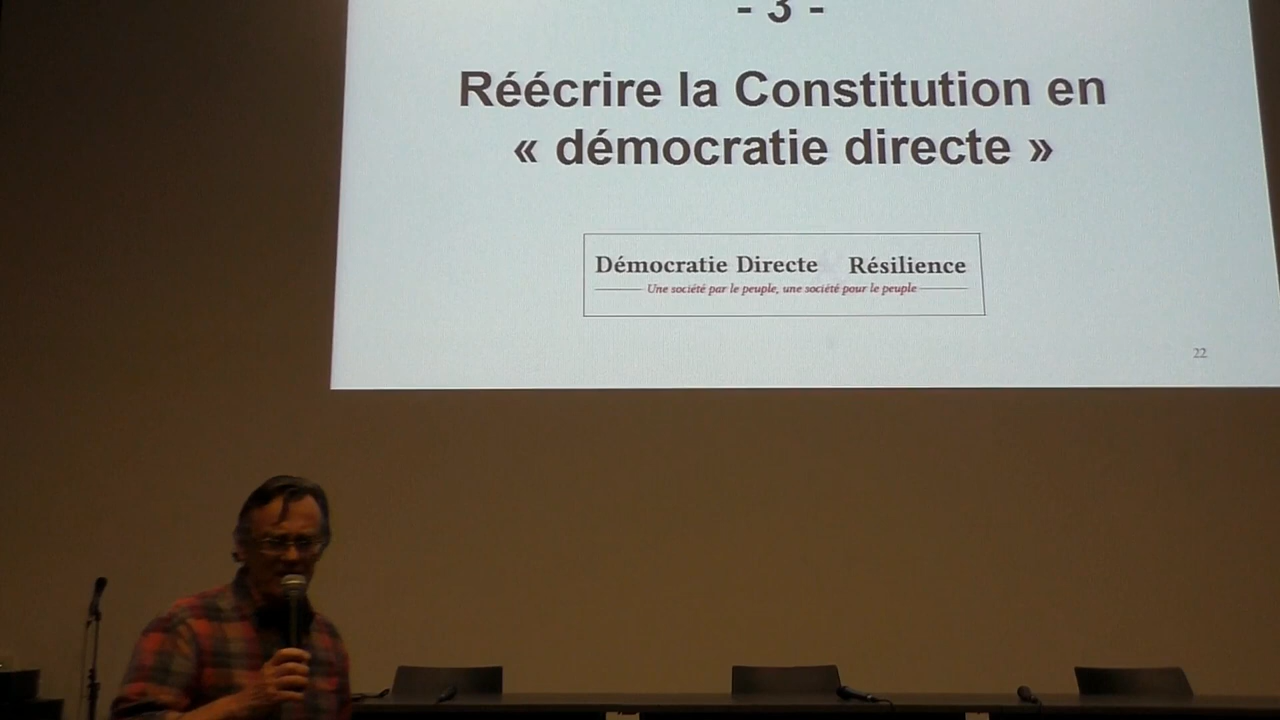 - 3 -
Réécrire la Constitution en
« démocratie directe »
Démocratie Directe Résilience
Une société par le peuple, une société pour le peuple
22